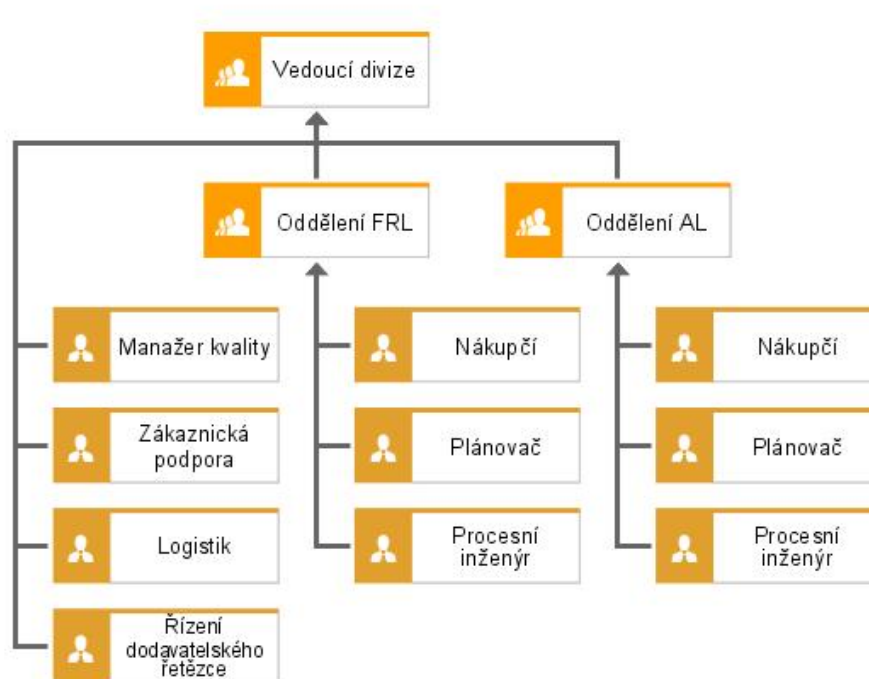 Vedoucí divize
Oddělení FRL
Oddělení AL
Manažer kvality
Nákupčí
Nákupčí
Zákaznická
podpora
Plánovač
Plánovač
Logistik
Procesní
inženýr
Procesní
inženýr
Řízení
dodavatelského
řetězce